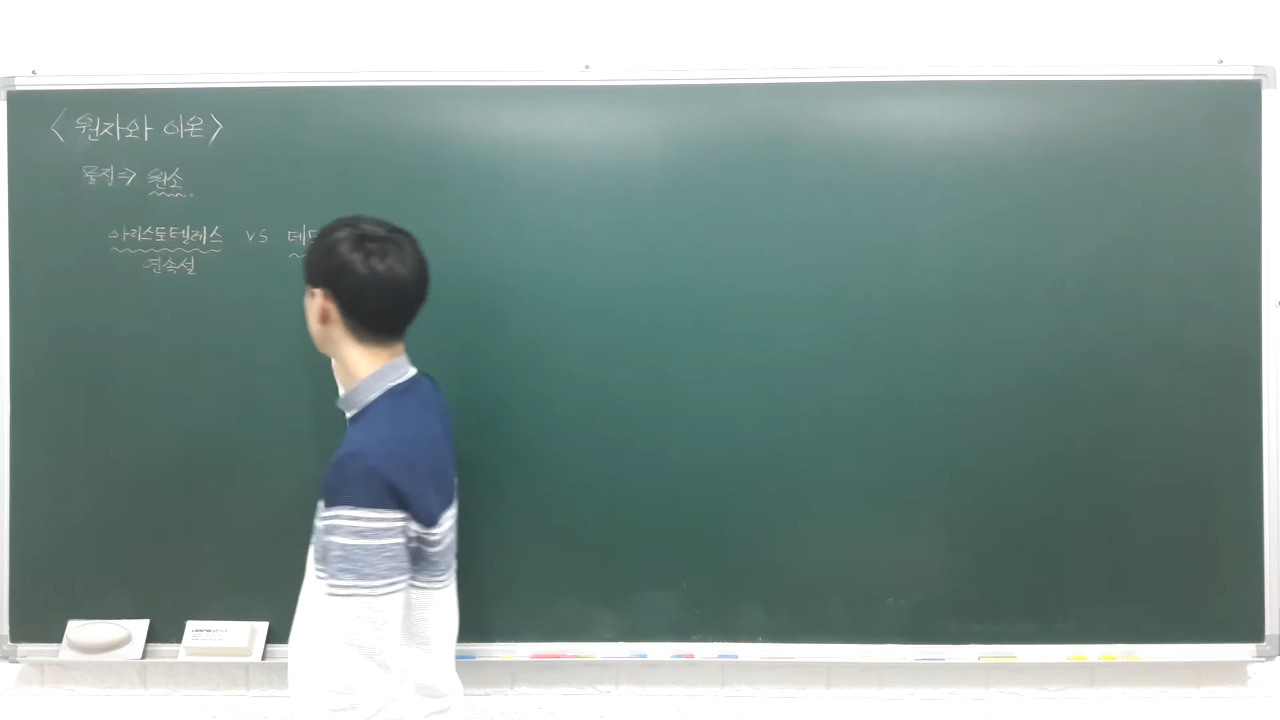 <원자와 이온>
물질 ⇒ 원소
아리스토텔레스 vs 데
연속설